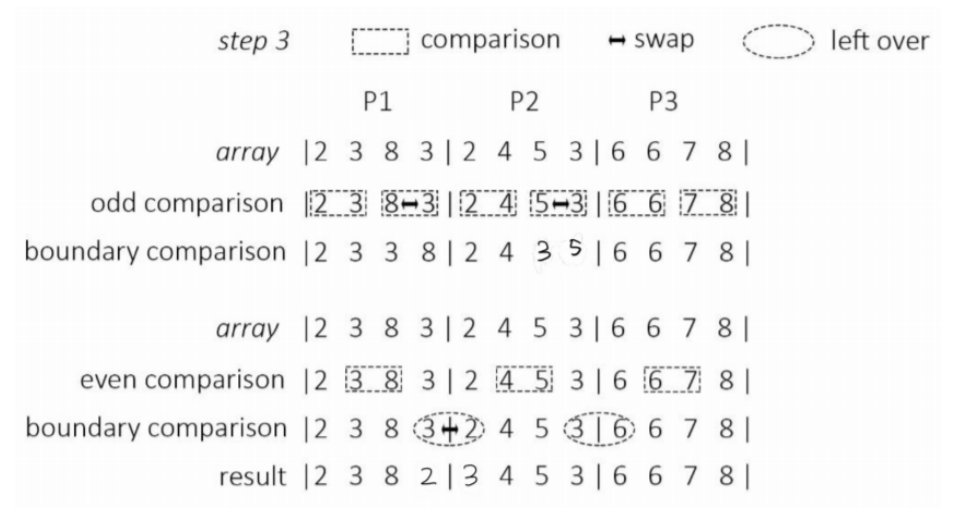 step 3 comparison swap left over
P1 P2 P3
array |2 3 8 3|2 4 5 3|6 6 7 8|
odd comparison |2 3 8 3|2 4 5 3|6 6 7 8|
boundary comparison |2 3 3 8|2 4 3 5|6 6 7 8|
array |2 3 8 3|2 4 5 3|6 6 7 8|
even comparison |2 3 8 3|2 4 5 3|6 6 7 8|
boundary comparison |2 3 8 3|2 4 5 3|6 6 7 8|
result |2 3 8 2|3 4 5 3|6 6 7 8|